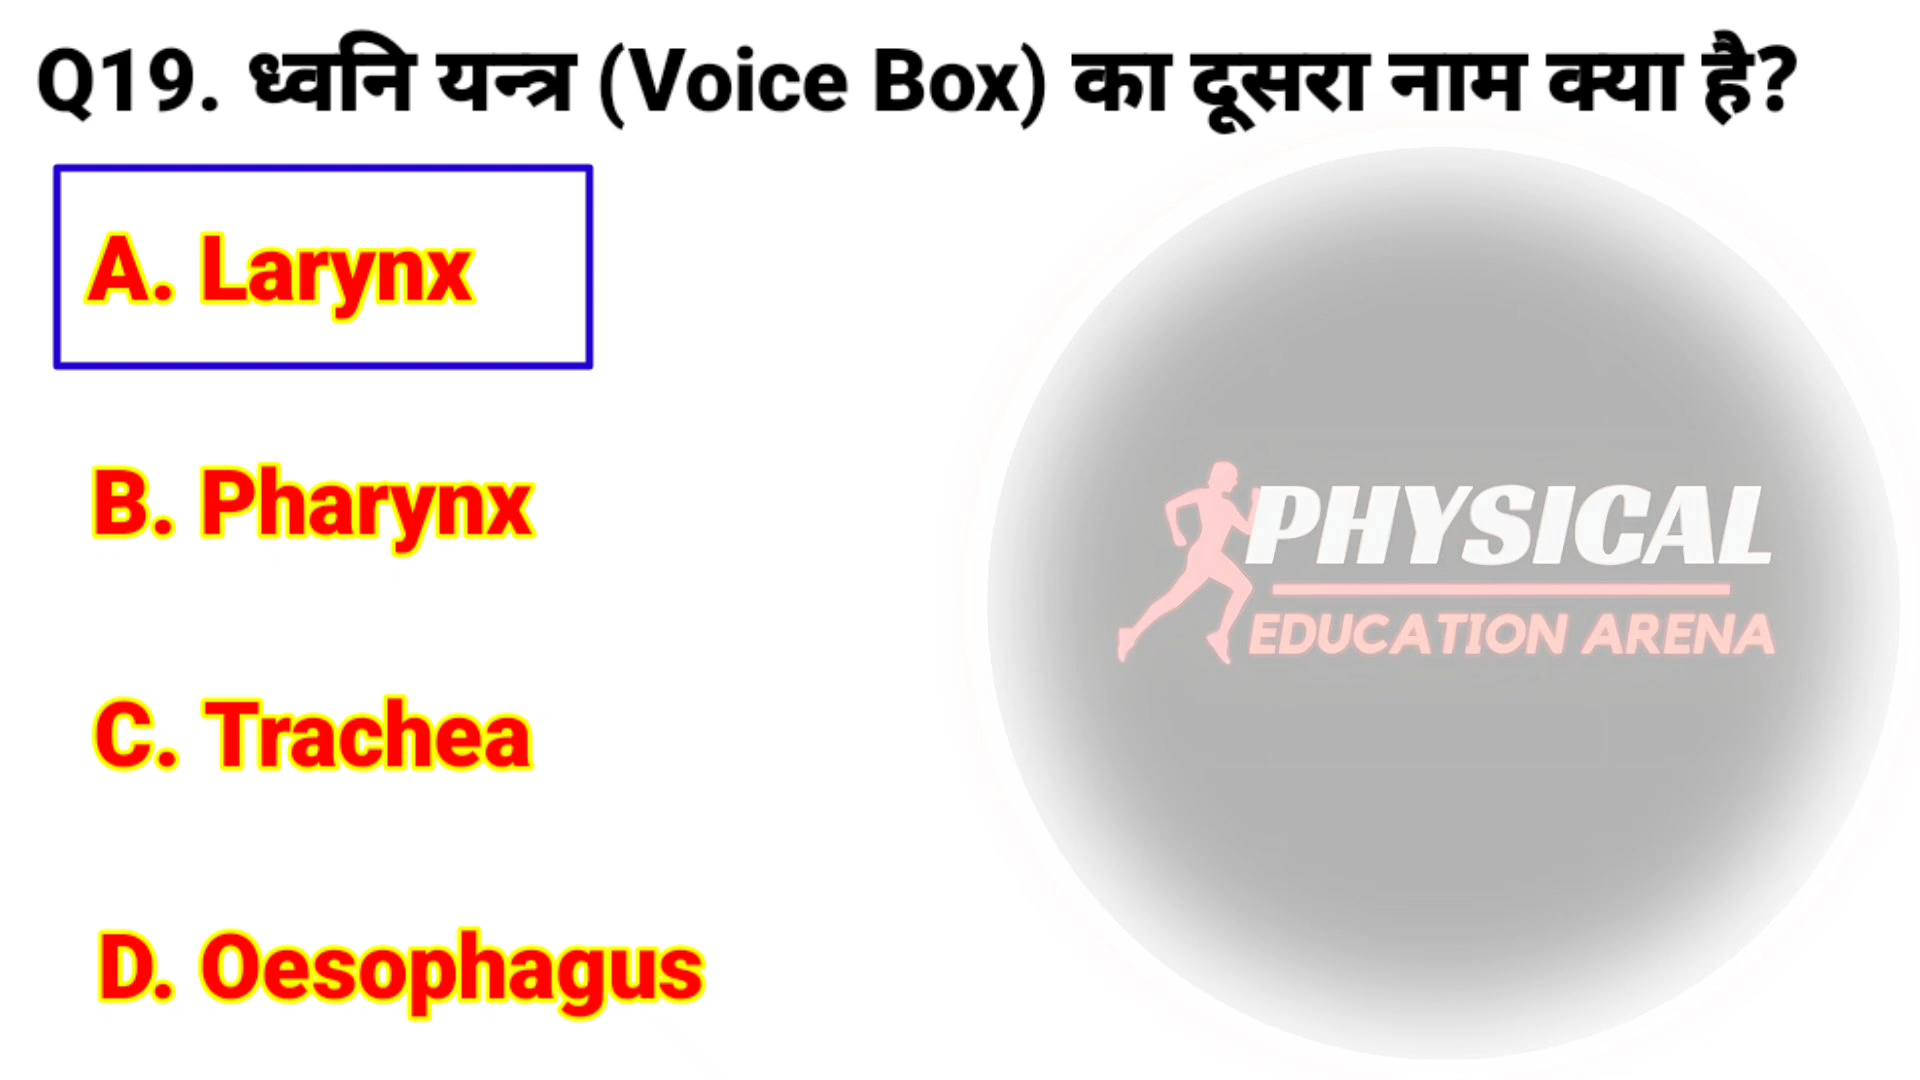 Q19. ध्वनि यन्त्र (Voice Box) का दूसरा नाम क्या है?
A. Larynx
B. Pharynx
C. Trachea
D. Oesophagus
PHYSICAL
EDUCATION ARENA